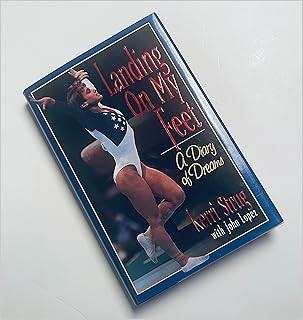 Landing
On My
Feet
A Diary
of Dreams
Kerri Strug
with John Lopez